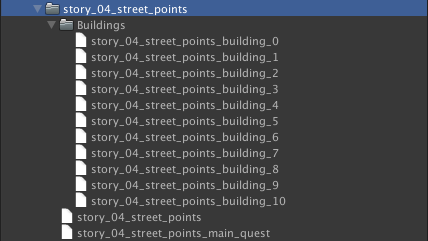 story_04_street_points
Buildings
story_04_street_points_building_0
story_04_street_points_building_1
story_04_street_points_building_2
story_04_street_points_building_3
story_04_street_points_building_4
story_04_street_points_building_5
story_04_street_points_building_6
story_04_street_points_building_7
story_04_street_points_building_8
story_04_street_points_building_9
story_04_street_points_building_10
story_04_street_points
story_04_street_points_main_quest